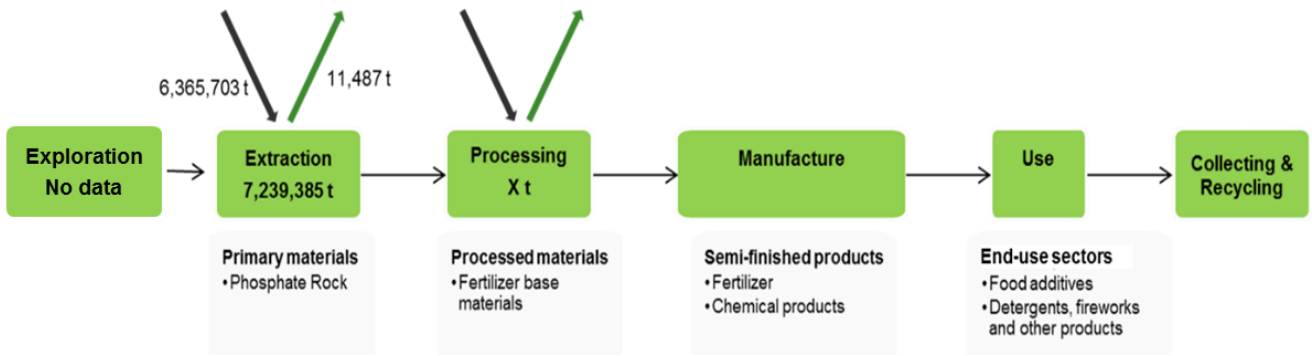 6,365,703 t
11,487 t
Exploration
No data
Extraction
7,239,385 t
Processing
X t
Manufacture
Use
Collecting &
Recycling
Primary materials
•Phosphate Rock
Processed materials
•Fertilizer base
materials
Semi-finished products
•Fertilizer
•Chemical products
End-use sectors
•Food additives
•Detergents, fireworks
and other products